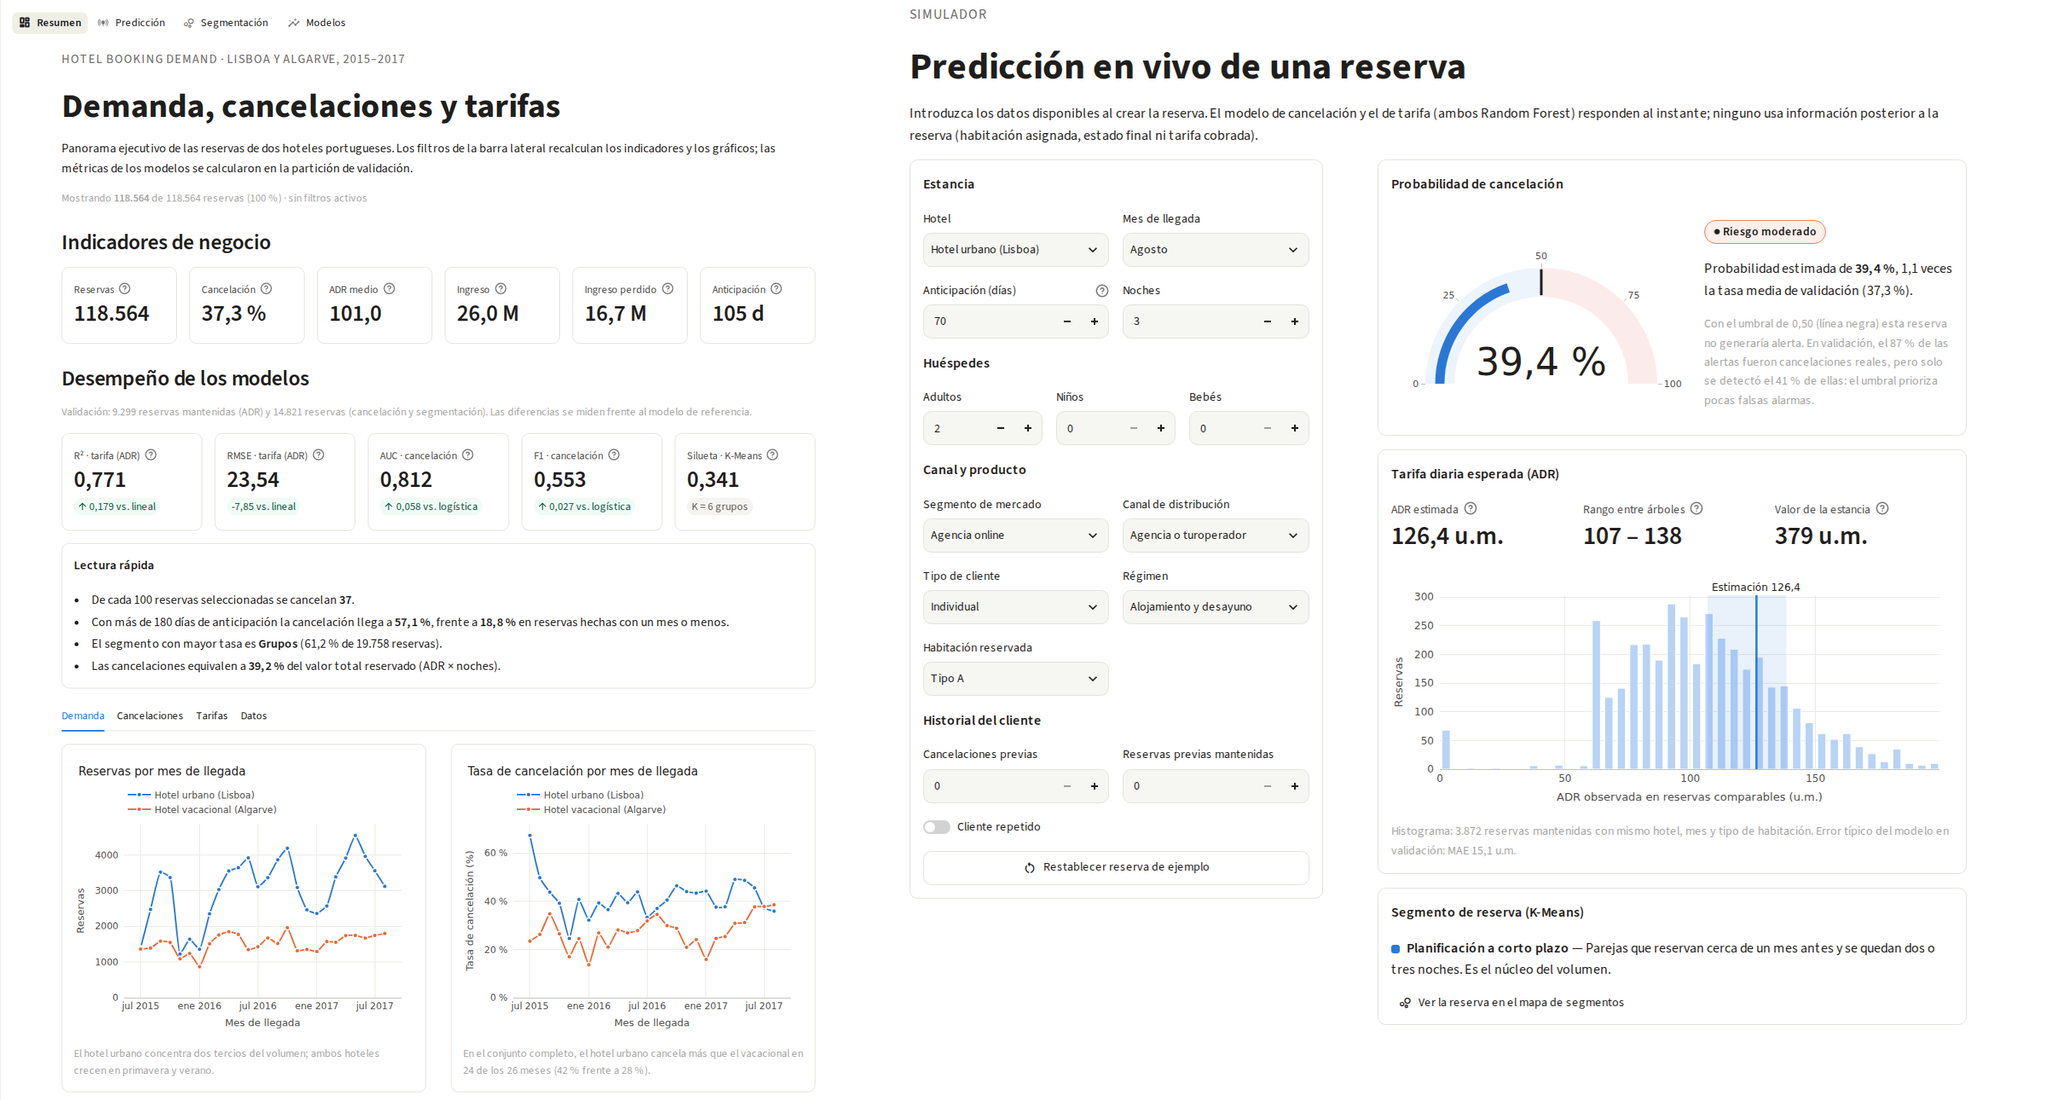 Resumen Predicción Segmentación Modelos
HOTEL BOOKING DEMAND · LISBOA Y ALGARVE, 2015–2017
Demanda, cancelaciones y tarifas
Panorama ejecutivo de las reservas de dos hoteles portugueses. Los filtros de la barra lateral recalculan los indicadores y los gráficos; las
métricas de los modelos se calcularon en la partición de validación.
Mostrando 118.564 de 118.564 reservas (100 %) · sin filtros activos
Indicadores de negocio
Reservas
118.564
Cancelación
37,3 %
ADR medio
101,0
Ingreso
26,0 M
Ingreso perdido
16,7 M
Anticipación
105 d
Desempeño de los modelos
Validación: 9.299 reservas mantenidas (ADR) y 14.821 reservas (cancelación y segmentación). Las diferencias se miden frente al modelo de referencia.
R² · tarifa (ADR)
0,771
↑ 0,179 vs. lineal
RMSE · tarifa (ADR)
23,54
-7,85 vs. lineal
AUC · cancelación
0,812
↑ 0,058 vs. logística
F1 · cancelación
0,553
↑ 0,027 vs. logística
Silueta · K-Means
0,341
K = 6 grupos
Lectura rápida
• De cada 100 reservas seleccionadas se cancelan 37.
• Con más de 180 días de anticipación la cancelación llega a 57,1 %, frente a 18,8 % en reservas hechas con un mes o menos.
• El segmento con mayor tasa es Grupos (61,2 % de 19.758 reservas).
• Las cancelaciones equivalen a 39,2 % del valor total reservado (ADR × noches).
Demanda Cancelaciones Tarifas Datos
Reservas por mes de llegada
Hotel urbano (Lisboa)
Hotel vacacional (Algarve)
Reservas
4000
3000
2000
1000
0
jul 2015 ene 2016 jul 2016 ene 2017 jul 2017
Mes de llegada
El hotel urbano concentra dos tercios del volumen; ambos hoteles
crecen en primavera y verano.
Tasa de cancelación por mes de llegada
Hotel urbano (Lisboa)
Hotel vacacional (Algarve)
Tasa de cancelación (%)
60 %
40 %
20 %
0 %
jul 2015 ene 2016 jul 2016 ene 2017 jul 2017
Mes de llegada
En el conjunto completo, el hotel urbano cancela más que el vacacional en
24 de los 26 meses (42 % frente a 28 %).
SIMULADOR
Predicción en vivo de una reserva
Introduzca los datos disponibles al crear la reserva. El modelo de cancelación y el de tarifa (ambos Random Forest) responden al instante; ninguno usa información posterior a la
reserva (habitación asignada, estado final ni tarifa cobrada).
Estancia
Hotel Mes de llegada
Hotel urbano (Lisboa) Agosto
Anticipación (días) Noches
70 − + 3 − +
Huéspedes
Adultos Niños Bebés
2 − + 0 − + 0 − +
Canal y producto
Segmento de mercado Canal de distribución
Agencia online Agencia o turoperador
Tipo de cliente Régimen
Individual Alojamiento y desayuno
Habitación reservada
Tipo A
Historial del cliente
Cancelaciones previas Reservas previas mantenidas
0 − + 0 − +
Cliente repetido
Restablecer reserva de ejemplo
Probabilidad de cancelación
0
25
50
75
100
39,4 %
Riesgo moderado
Probabilidad estimada de 39,4 %, 1,1 veces
la tasa media de validación (37,3 %).
Con el umbral de 0,50 (línea negra) esta reserva
no generaría alerta. En validación, el 87 % de las
alertas fueron cancelaciones reales, pero solo
se detectó el 41 % de ellas: el umbral prioriza
pocas falsas alarmas.
Tarifa diaria esperada (ADR)
ADR estimada
126,4 u.m.
Rango entre árboles
107 – 138
Valor de la estancia
379 u.m.
Estimación 126,4
Reservas
300
250
200
150
100
50
0
0 50 100 150
ADR observada en reservas comparables (u.m.)
Histograma: 3.872 reservas mantenidas con mismo hotel, mes y tipo de habitación. Error típico del modelo en
validación: MAE 15,1 u.m.
Segmento de reserva (K-Means)
Planificación a corto plazo — Parejas que reservan cerca de un mes antes y se quedan dos o
tres noches. Es el núcleo del volumen.
Ver la reserva en el mapa de segmentos